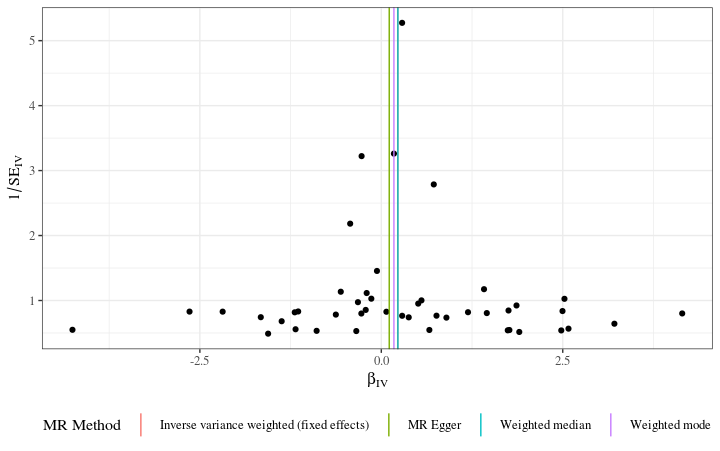 5
4
3
2
1
1/SE_IV
-2.5 0.0 2.5
β_IV
MR Method Inverse variance weighted (fixed effects) MR Egger Weighted median Weighted mode